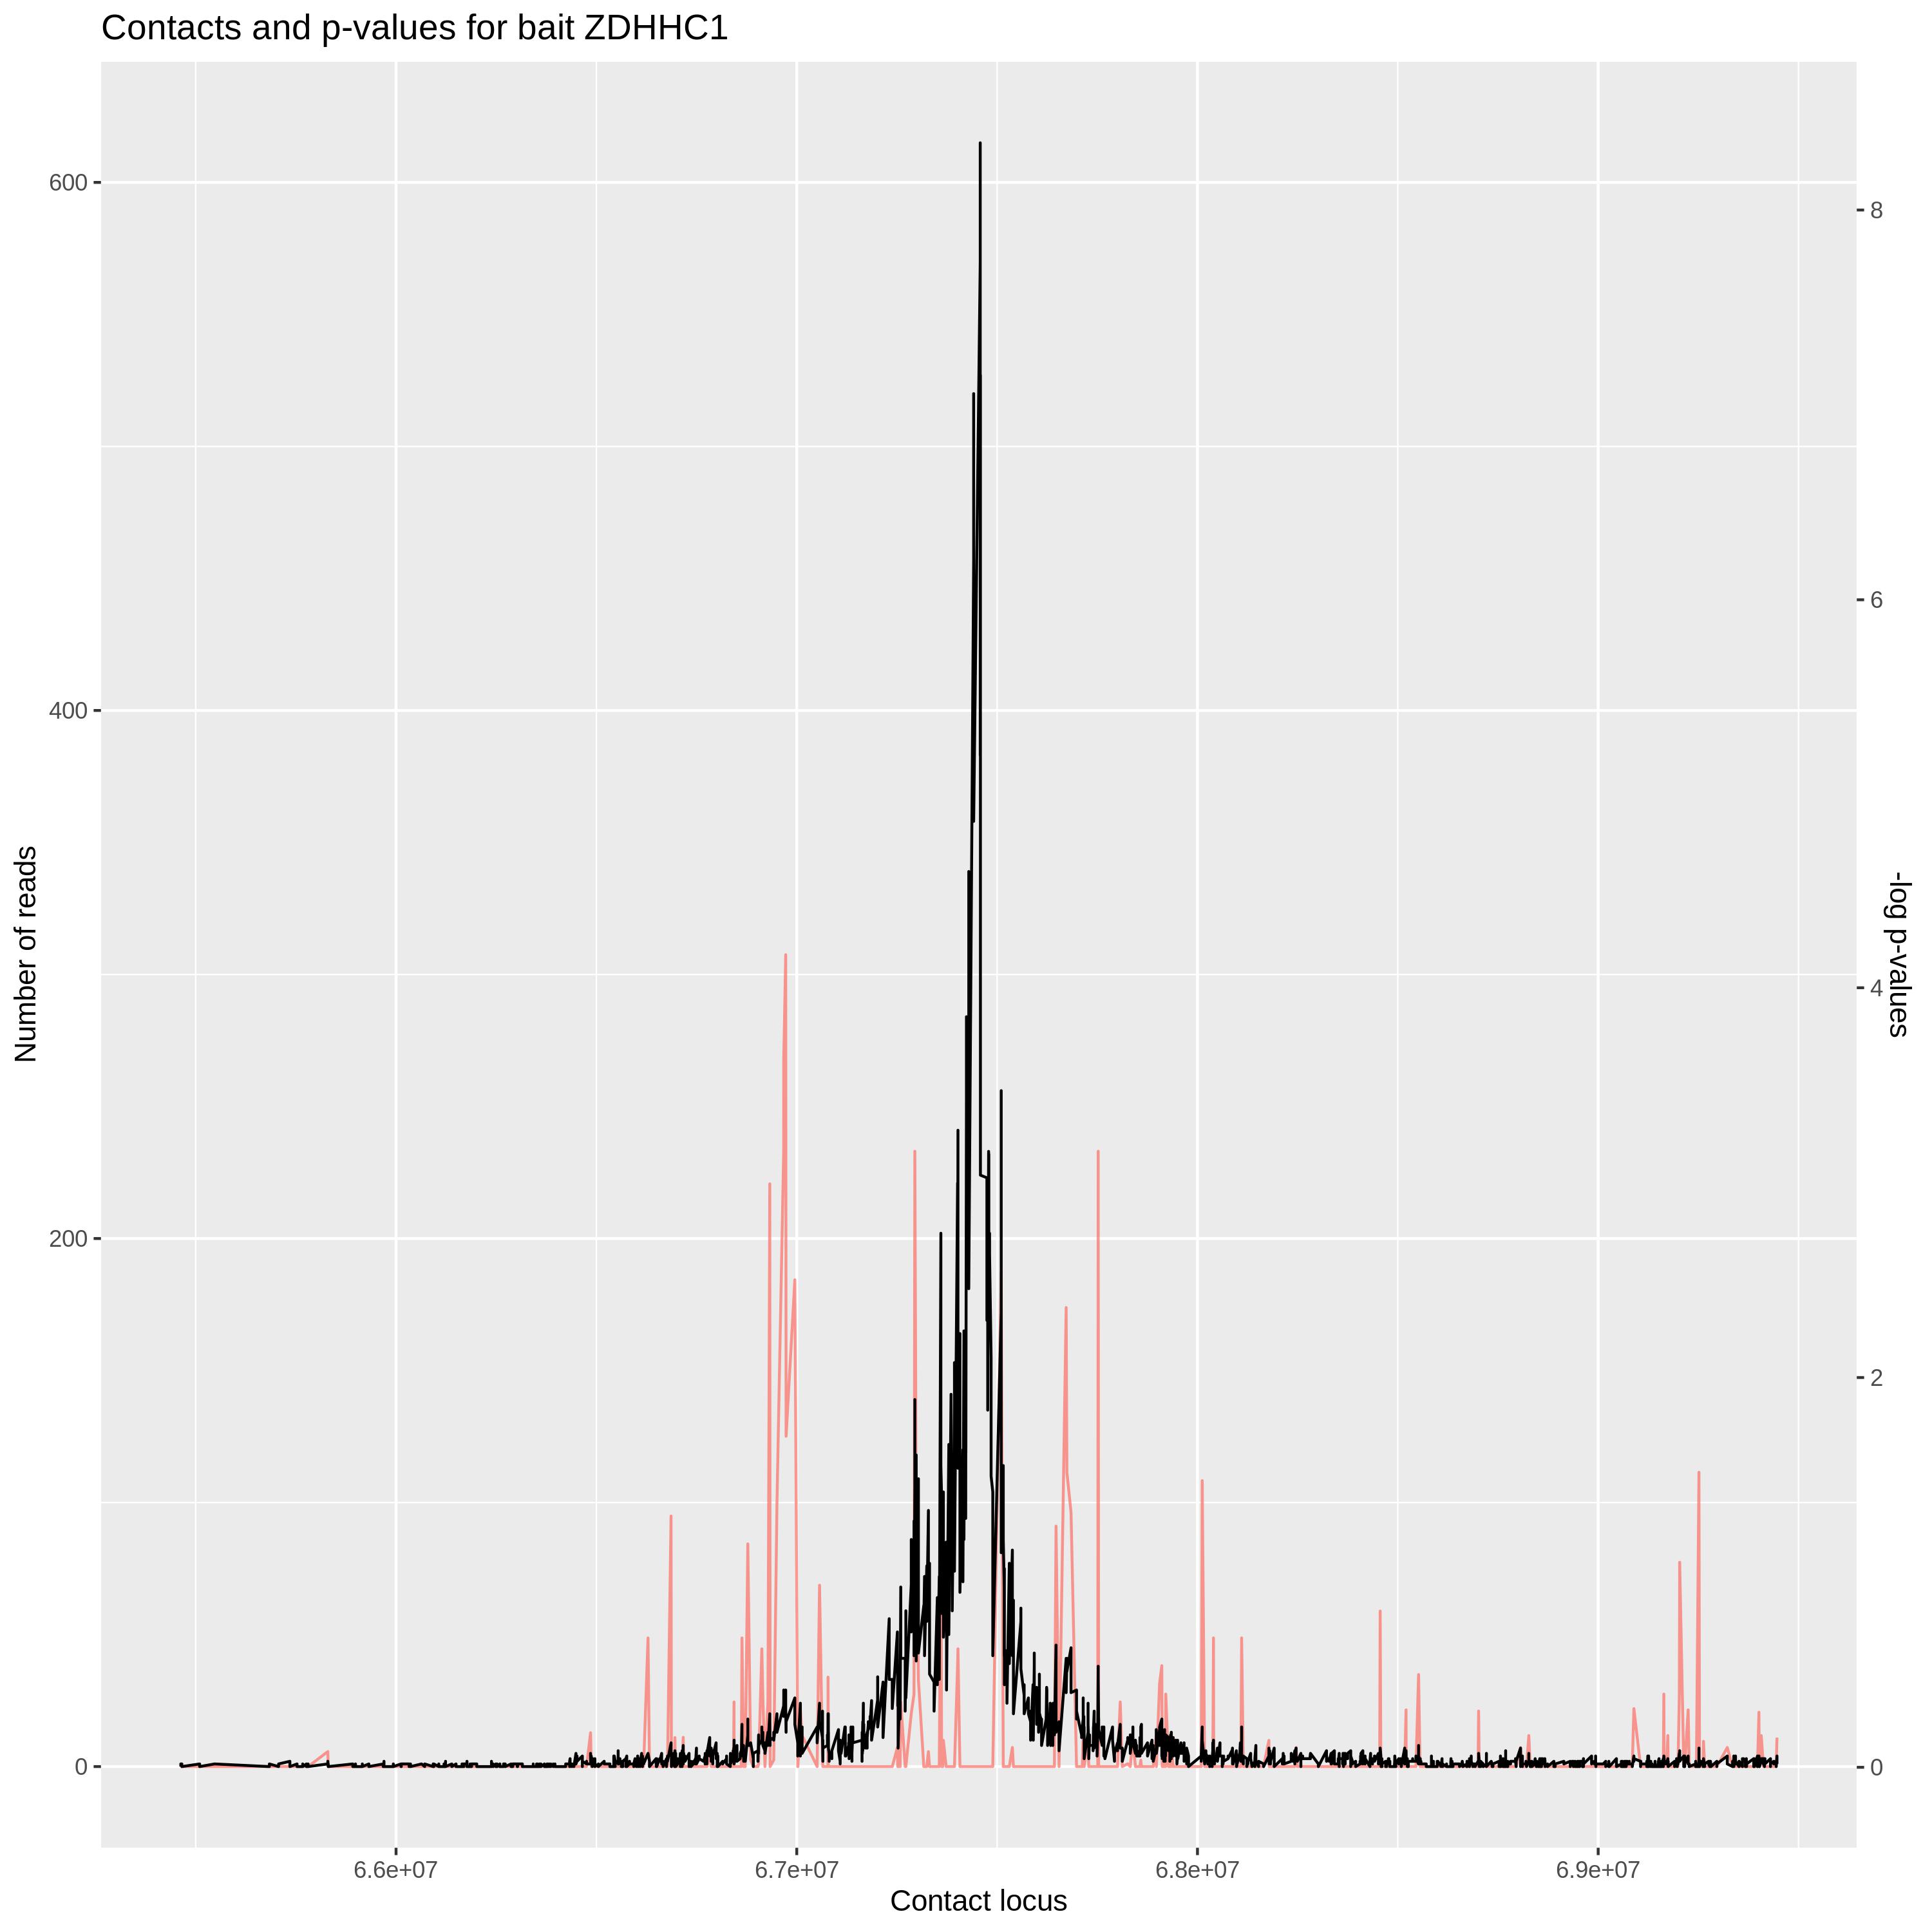 Contacts and p-values for bait ZDHHC1
600
400
200
0
Number of reads
8
6
4
2
0
-log p-values
6.6e+07
6.7e+07
6.8e+07
6.9e+07
Contact locus